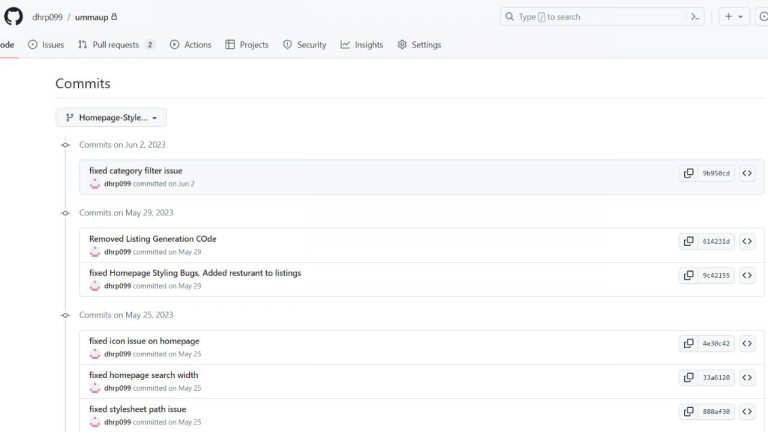 dhrp099 / ummaup
Type / to search
ode Issues Pull requests 2 Actions Projects Security Insights Settings
Commits
Homepage-Style...
Commits on Jun 2, 2023
fixed category filter issue
9b950cd
dhrp099 committed on Jun 2
Commits on May 29, 2023
Removed Listing Generation COde
614231d
dhrp099 committed on May 29
fixed Homepage Styling Bugs, Added resturant to listings
9c42155
dhrp099 committed on May 29
Commits on May 25, 2023
fixed icon issue on homepage
4e30c42
dhrp099 committed on May 25
fixed homepage search width
33a6120
dhrp099 committed on May 25
fixed stylesheet path issue
880af30
dhrp099 committed on May 25